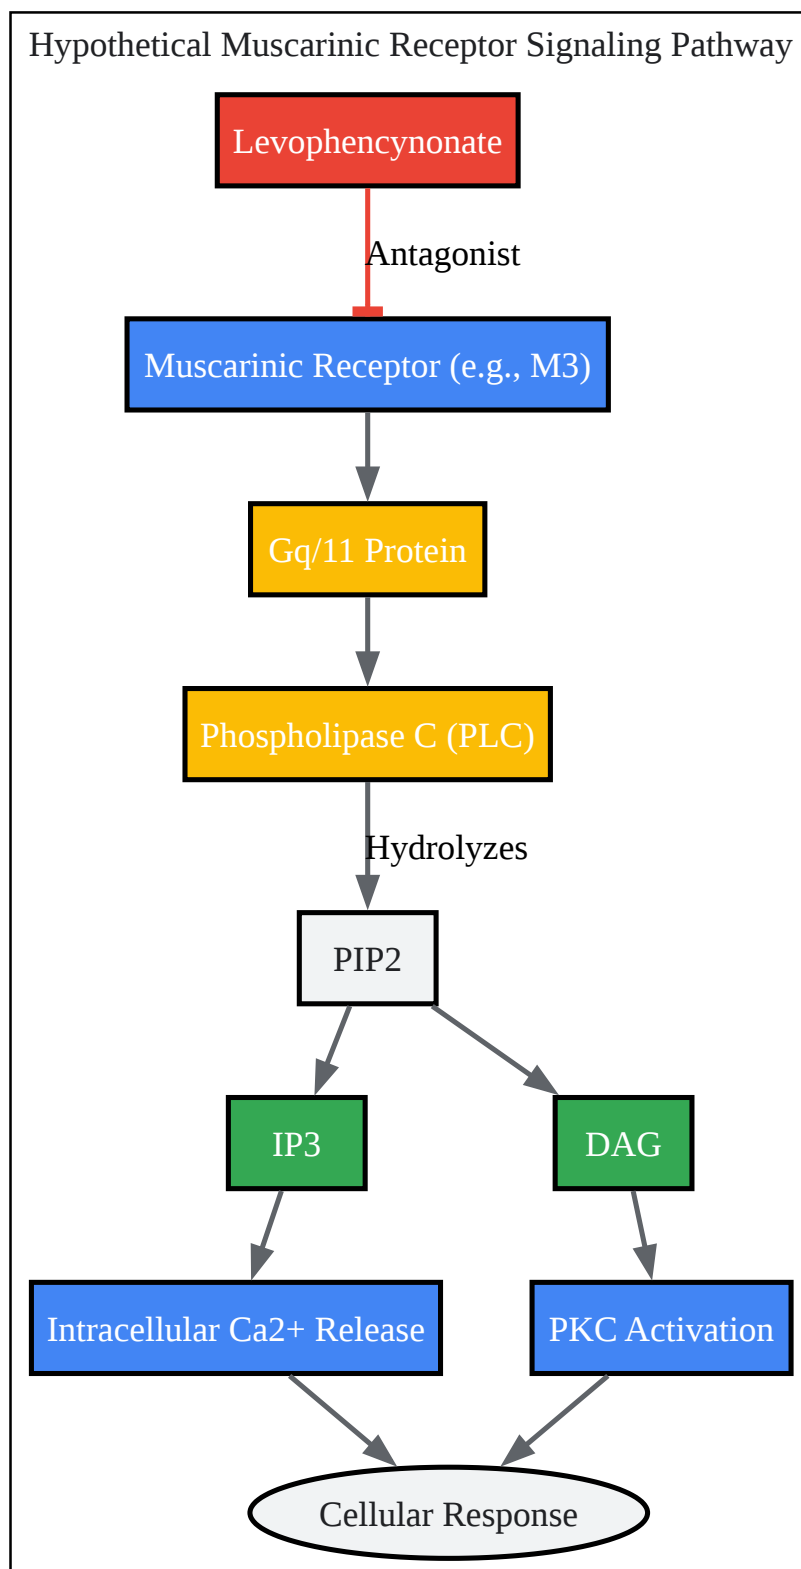 Hypothetical Muscarinic Receptor Signaling Pathway
Levophencynonate
Antagonist
Muscarinic Receptor (e.g., M3)
Gq/11 Protein
Phospholipase C (PLC)
Hydrolyzes
PIP2
IP3
DAG
Intracellular Ca2+ Release
PKC Activation
Cellular Response